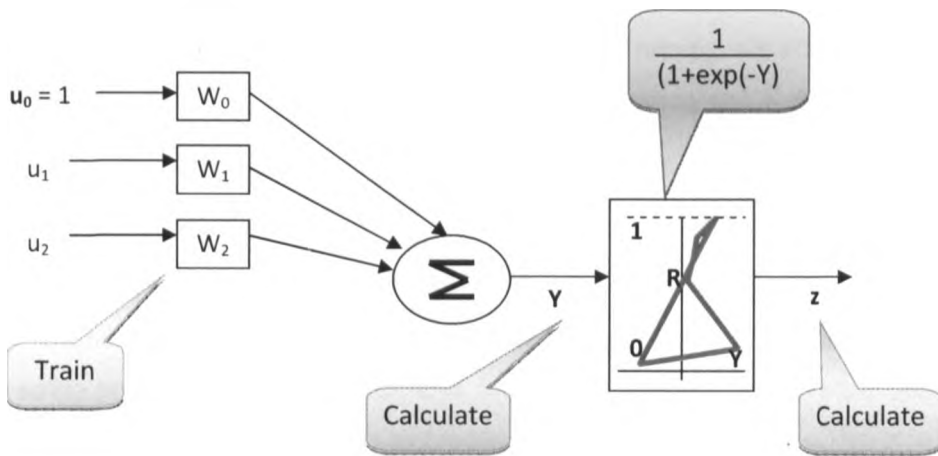 1
(1+exp(-Y)
u₀ = 1
W₀
u₁
W₁
u₂
W₂
Σ
Y
1
R
0
Y
z
Train
Calculate
Calculate